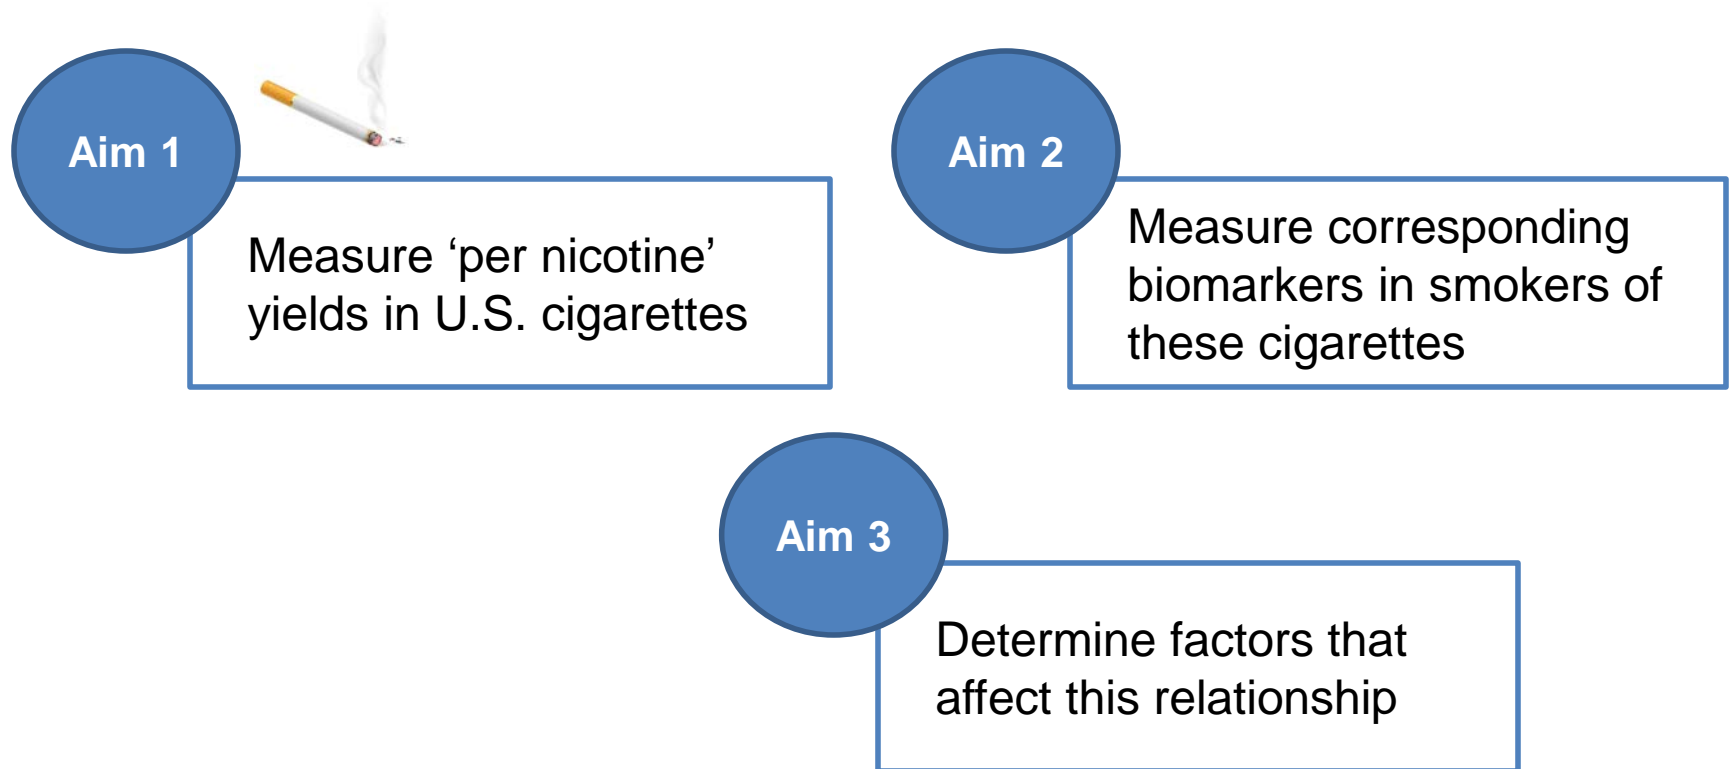 Aim 1
Measure ‘per nicotine’
yields in U.S. cigarettes
Aim 2
Measure corresponding
biomarkers in smokers of
these cigarettes
Aim 3
Determine factors that
affect this relationship